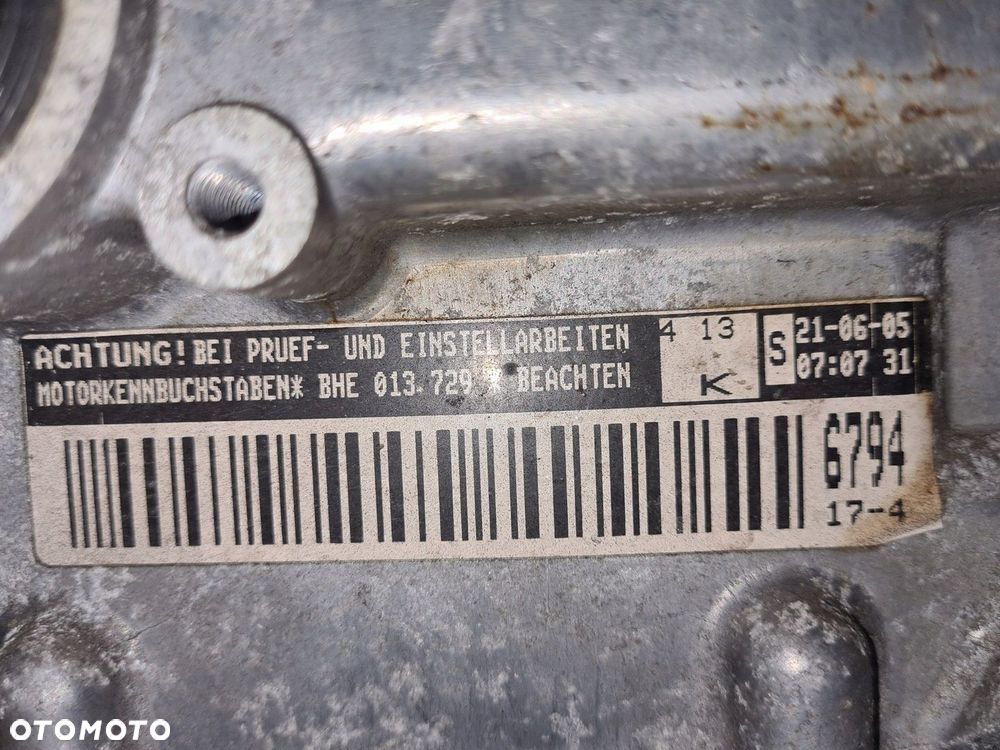 ACHTUNG! BEI PRUEF- UND EINSTELLARBEITEN
MOTORKENNBUCHSTABEN* BHE 013.729 * BEACHTEN
4 13
K
S
21-06-05
07:07 31
6794
17-4
OTOMOTO